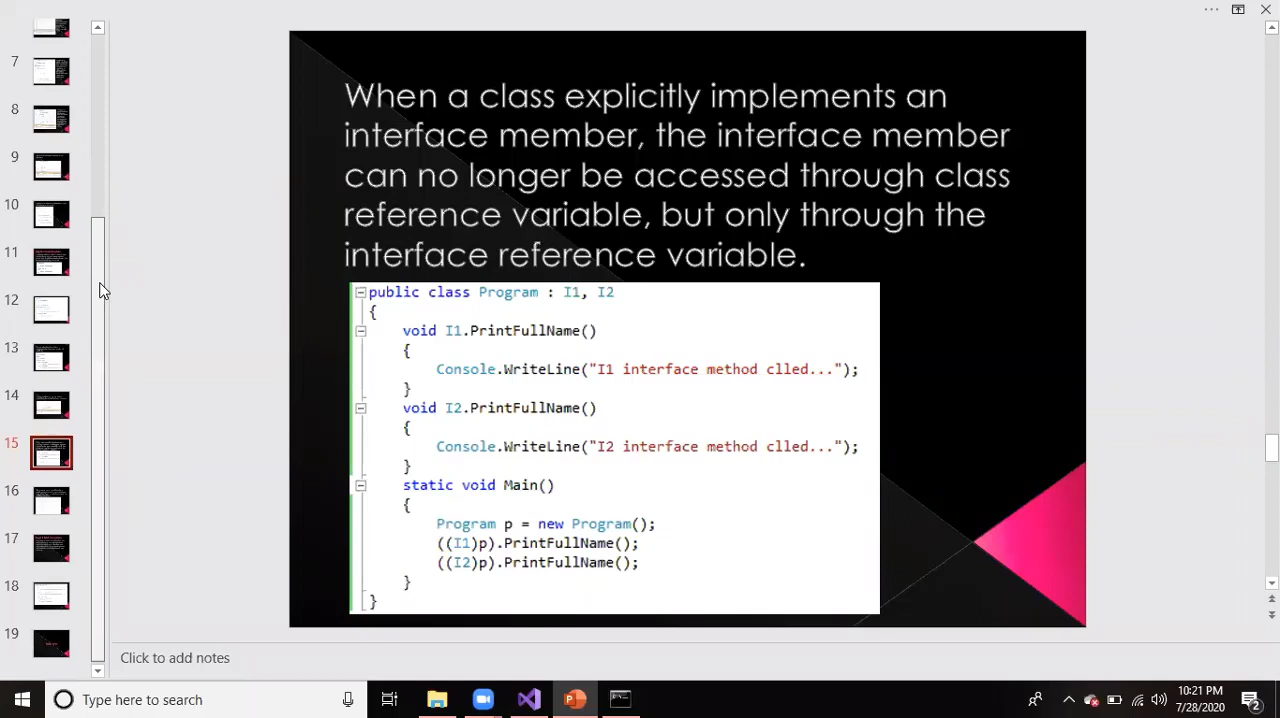 7
8
9
10
11
12
13
14
15
16
17
18
19
When a class explicitly implements an
interface member, the interface member
can no longer be accessed through class
reference variable, but only through the
interface reference variable.
public class Program : I1, I2
{
void I1.PrintFullName()
{
Console.WriteLine("I1 interface method clled...");
}
void I2.PrintFullName()
{
Console.WriteLine("I2 interface method clled...");
}
static void Main()
{
Program p = new Program();
((I1)p).PrintFullName();
((I2)p).PrintFullName();
}
}
Click to add notes
Type here to search
10:21 PM
7/28/2020
2